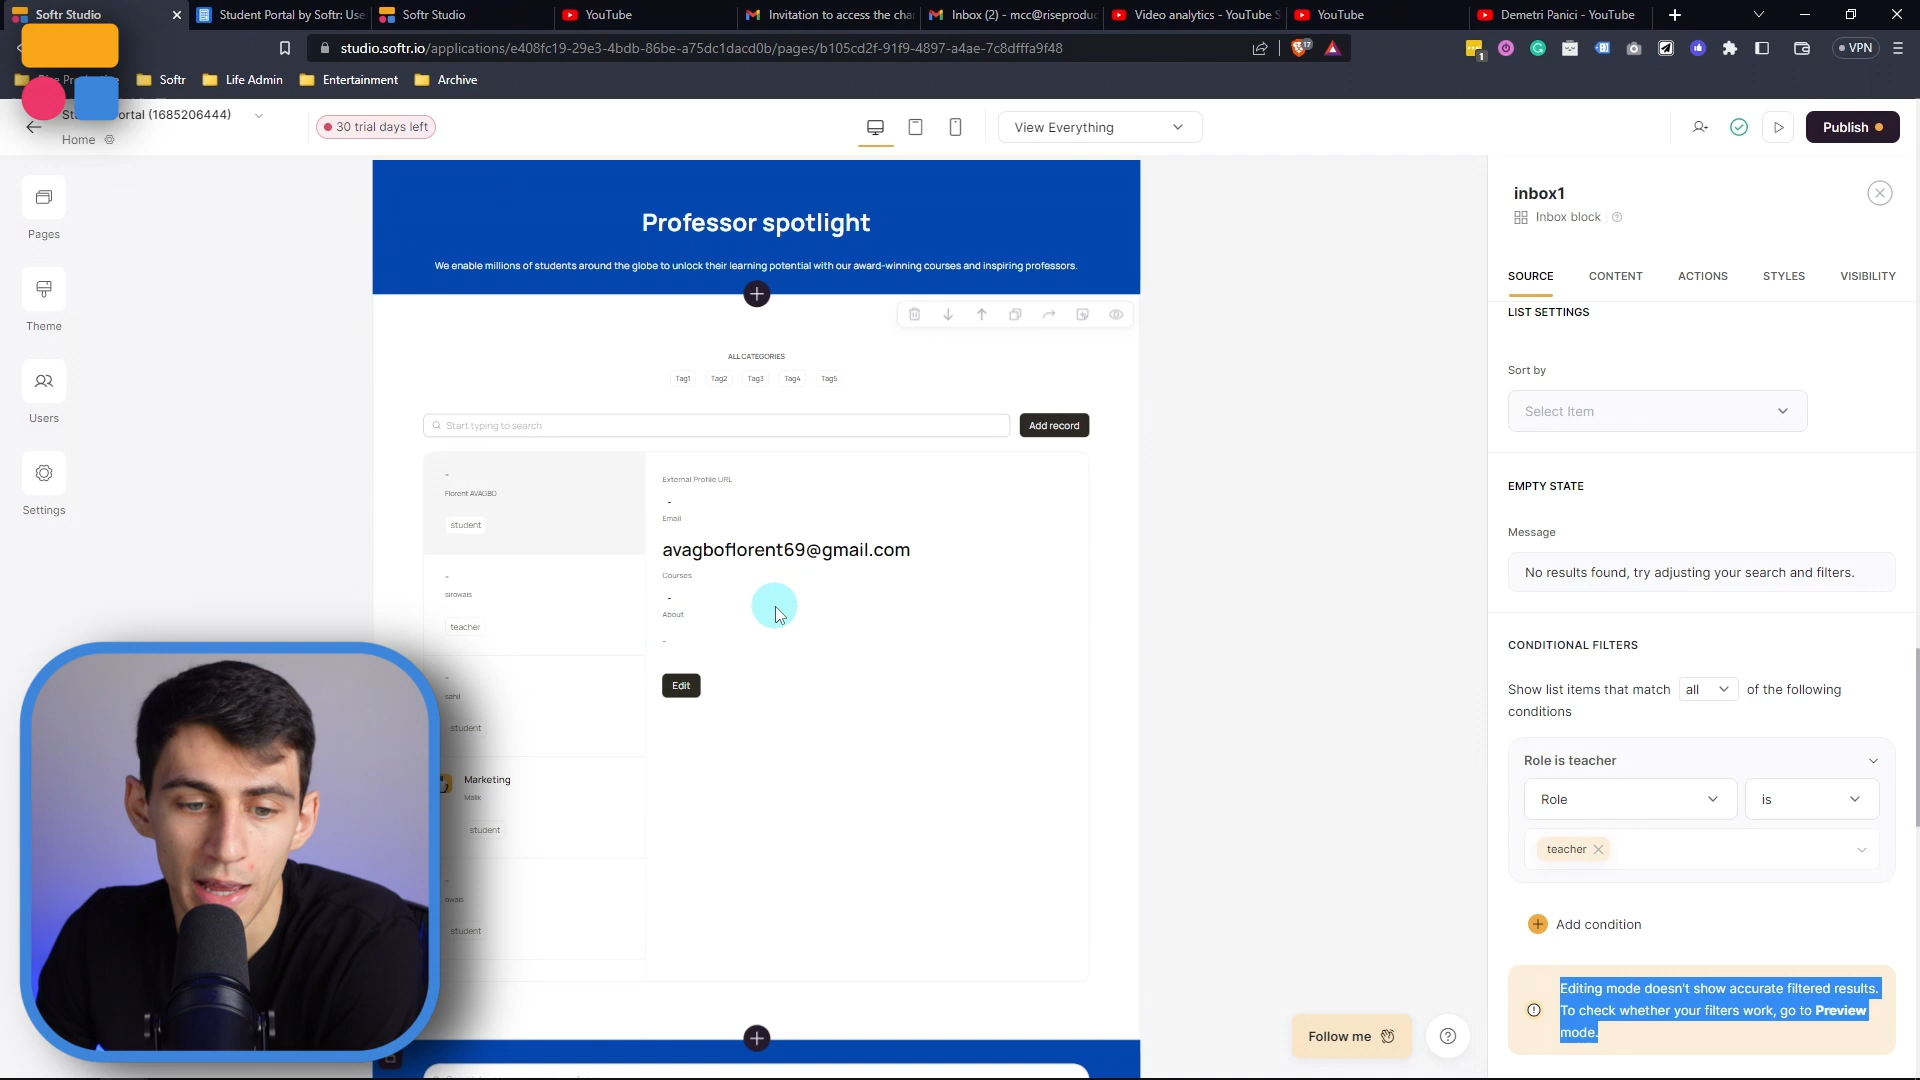 Softr Studio
Student Portal by Softr: Use
Softr Studio
YouTube
Invitation to access the cha
Inbox (2) - mcc@riseproduc
Video analytics - YouTube S
YouTube
Demetri Panici - YouTube
studio.softr.io/applications/e408fc19-29e3-4bdb-86be-a75dc1dacd0b/pages/b105cd2f-91f9-4897-a4ae-7c8dfffa9f48
17
1
VPN
Softr
Life Admin
Entertainment
Archive
ortal (1685206444)
Home
30 trial days left
View Everything
Publish
Pages
Theme
Users
Settings
Professor spotlight
We enable millions of students around the globe to unlock their learning potential with our award-winning courses and inspiring professors.
ALL CATEGORIES
Tag1 Tag2 Tag3 Tag4 Tag5
Start typing to search
Add record
-
Florent AVAGBO
student
-
sirowais
teacher
-
sahil
student
Marketing
Malik
student
-
owais
student
External Profile URL
-
Email
avagboflorent69@gmail.com
Courses
-
About
-
Edit
inbox1
Inbox block
SOURCE
CONTENT
ACTIONS
STYLES
VISIBILITY
LIST SETTINGS
Sort by
Select Item
EMPTY STATE
Message
No results found, try adjusting your search and filters.
CONDITIONAL FILTERS
Show list items that match all of the following
conditions
Role is teacher
Role
is
teacher
Add condition
Editing mode doesn't show accurate filtered results.
To check whether your filters work, go to Preview
mode.
Follow me